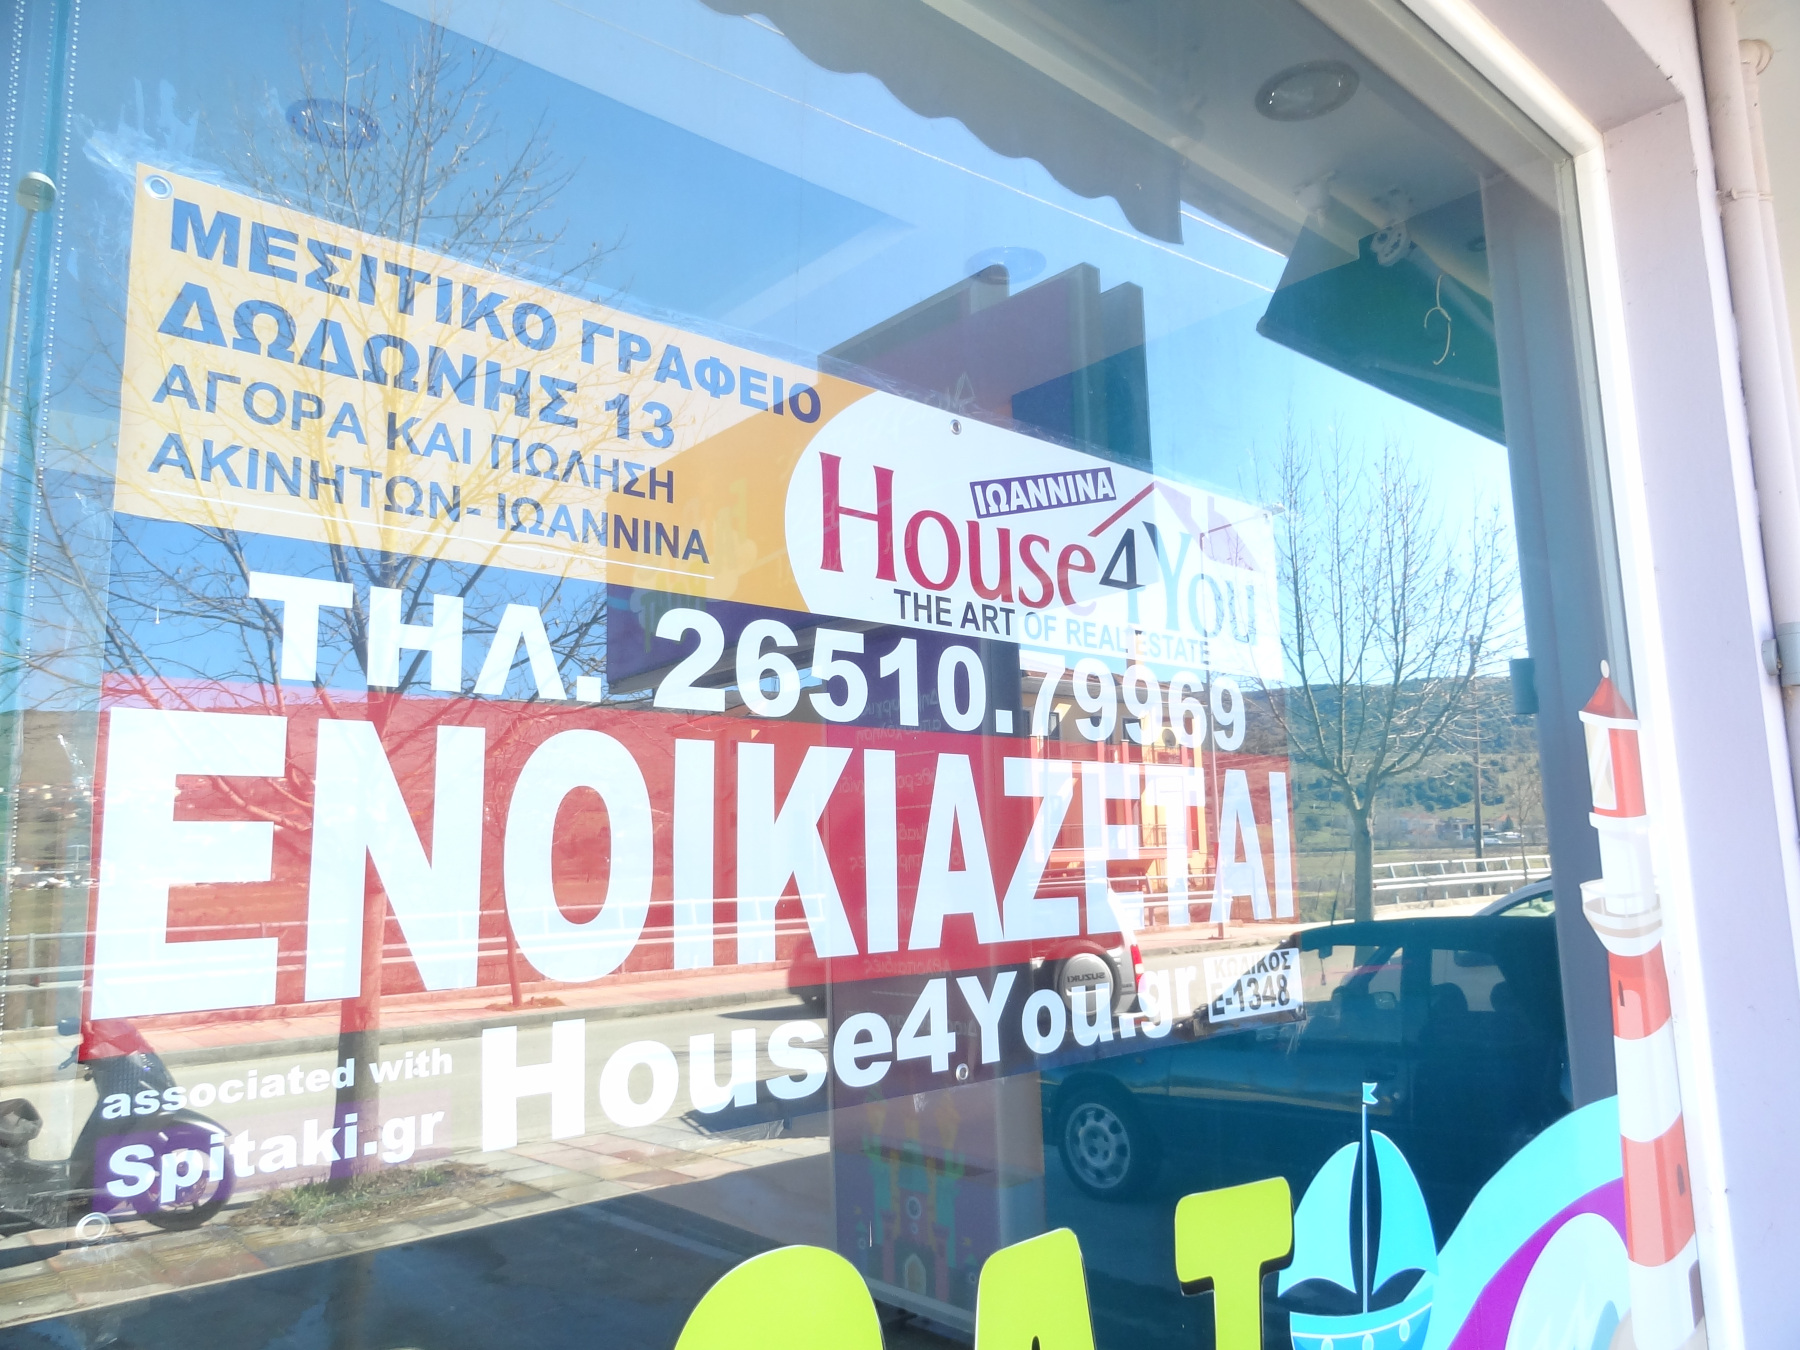 ΜΕΣΙΤΙΚΟ ΓΡΑΦΕΙΟ
ΔΩΔΩΝΗΣ 13
ΑΓΟΡΑ ΚΑΙ ΠΩΛΗΣΗ
ΑΚΙΝΗΤΩΝ- ΙΩΑΝΝΙΝΑ
ΙΩΑΝΝΙΝΑ
House4You
THE ART OF REAL ESTATE
ΤΗΛ. 26510.79969
ΕΝΟΙΚΙΑΖΕΤΑΙ
associated with
Spitaki.gr
House4You.gr
ΚΩΔΙΚΟΣ
E-1348
SUZUKI